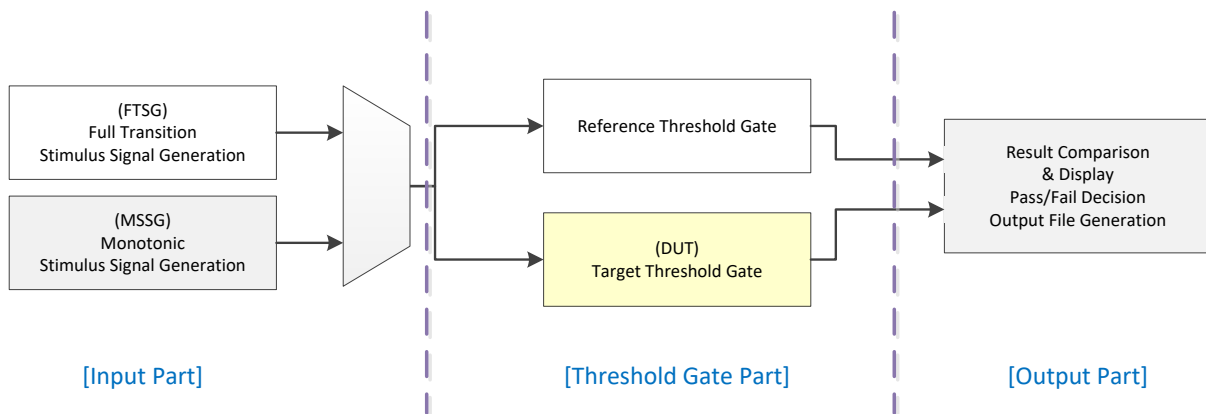 (FTSG)
Full Transition
Stimulus Signal Generation
(MSSG)
Monotonic
Stimulus Signal Generation
Reference Threshold Gate
(DUT)
Target Threshold Gate
Result Comparison
& Display
Pass/Fail Decision
Output File Generation
[Input Part]
[Threshold Gate Part]
[Output Part]